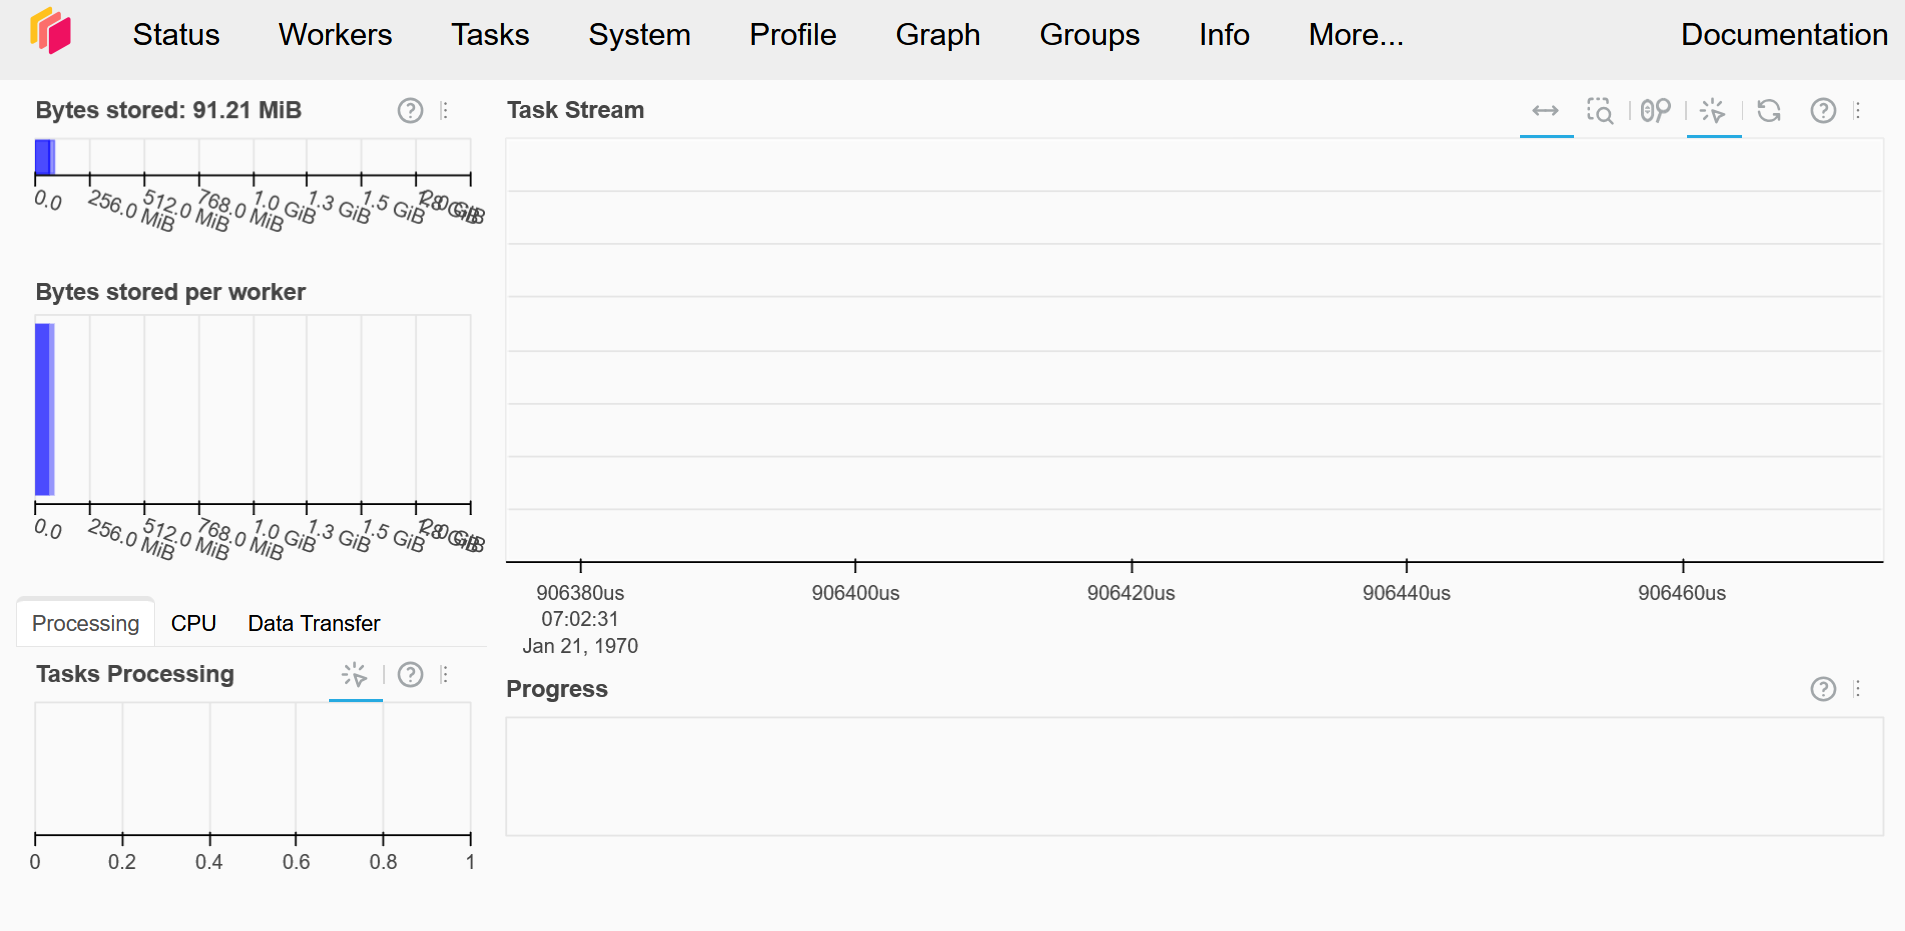 Status Workers Tasks System Profile Graph Groups Info More... Documentation
Bytes stored: 91.21 MiB
0.0 256.0 MiB 512.0 MiB 768.0 MiB 1.0 GiB 1.3 GiB 1.5 GiB 1.8 GiB 2.0 GiB
Bytes stored per worker
0.0 256.0 MiB 512.0 MiB 768.0 MiB 1.0 GiB 1.3 GiB 1.5 GiB 1.8 GiB 2.0 GiB
Processing CPU Data Transfer
Tasks Processing
0 0.2 0.4 0.6 0.8 1
Task Stream
906380us 906400us 906420us 906440us 906460us
07:02:31
Jan 21, 1970
Progress